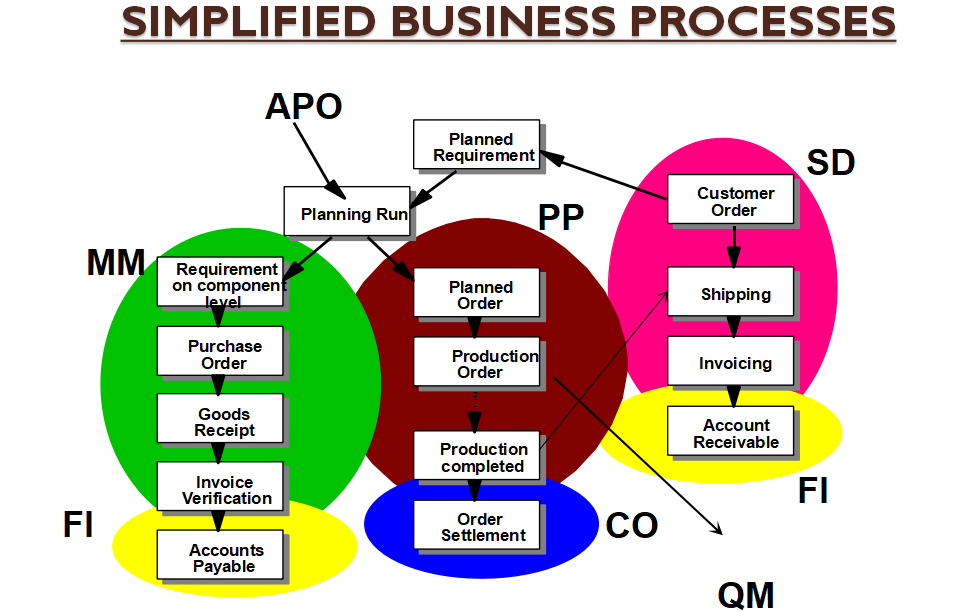 SIMPLIFIED BUSINESS PROCESSES
APO
Planned
Requirement
SD
Customer
Order
Planning Run
PP
MM
Requirement
on component
level
Planned
Order
Shipping
Purchase
Order
Production
Order
Invoicing
Goods
Receipt
Account
Receivable
Production
completed
Invoice
Verification
FI
FI
Order
Settlement
CO
Accounts
Payable
QM